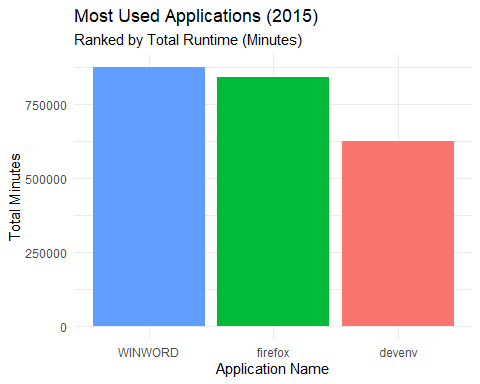 Most Used Applications (2015)
Ranked by Total Runtime (Minutes)
Total Minutes
750000
500000
250000
0
WINWORD firefox devenv
Application Name